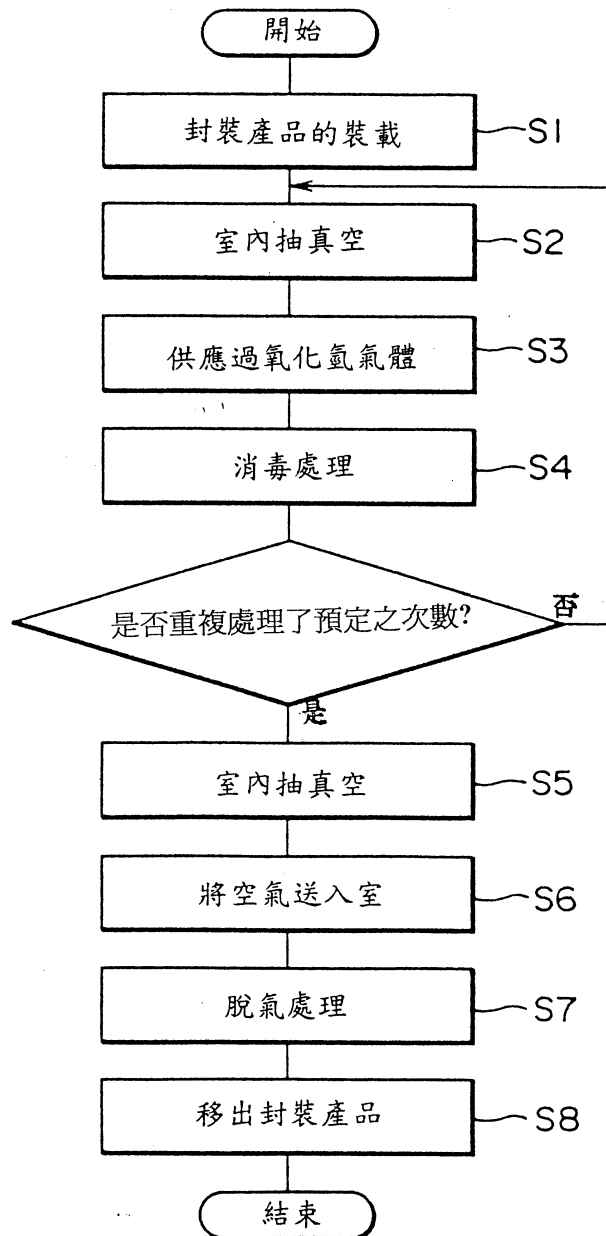 開始
封裝產品的裝載
S1
室內抽真空
S2
供應過氧化氫氣體
S3
消毒處理
S4
是否重複處理了預定之次數?
否
是
室內抽真空
S5
將空氣送入室
S6
脫氣處理
S7
移出封裝產品
S8
結束